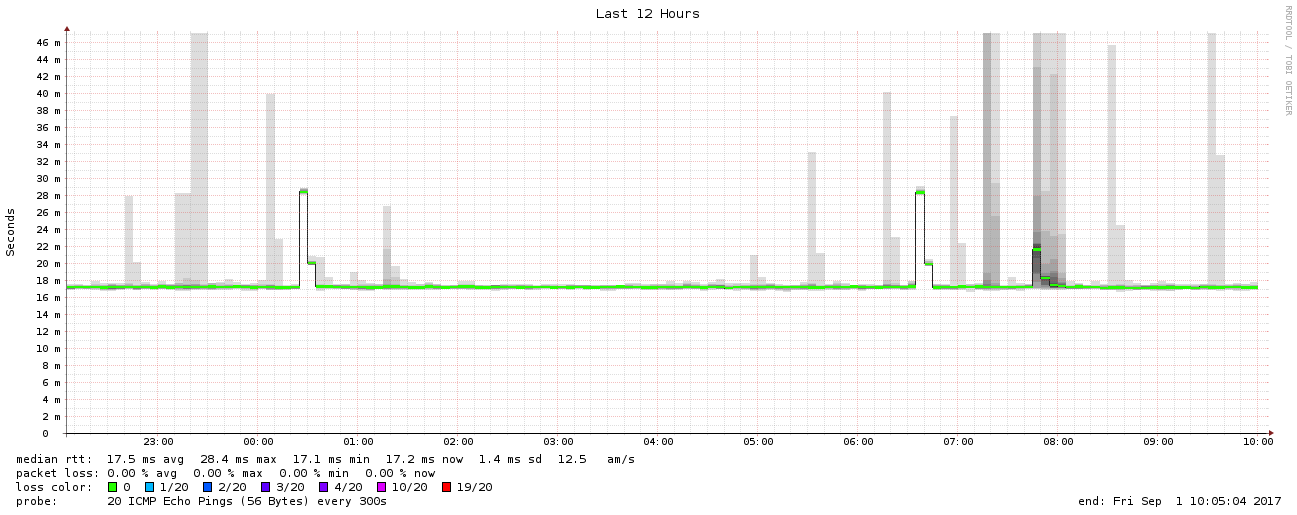 Last 12 Hours
RRDTOOL / TOBI OETIKER
Seconds
46 m
44 m
42 m
40 m
38 m
36 m
34 m
32 m
30 m
28 m
26 m
24 m
22 m
20 m
18 m
16 m
14 m
12 m
10 m
8 m
6 m
4 m
2 m
0
23:00 00:00 01:00 02:00 03:00 04:00 05:00 06:00 07:00 08:00 09:00 10:00
median rtt: 17.5 ms avg 28.4 ms max 17.1 ms min 17.2 ms now 1.4 ms sd 12.5 am/s
packet loss: 0.00 % avg 0.00 % max 0.00 % min 0.00 % now
loss color: 0 1/20 2/20 3/20 4/20 10/20 19/20
probe: 20 ICMP Echo Pings (56 Bytes) every 300s end: Fri Sep 1 10:05:04 2017